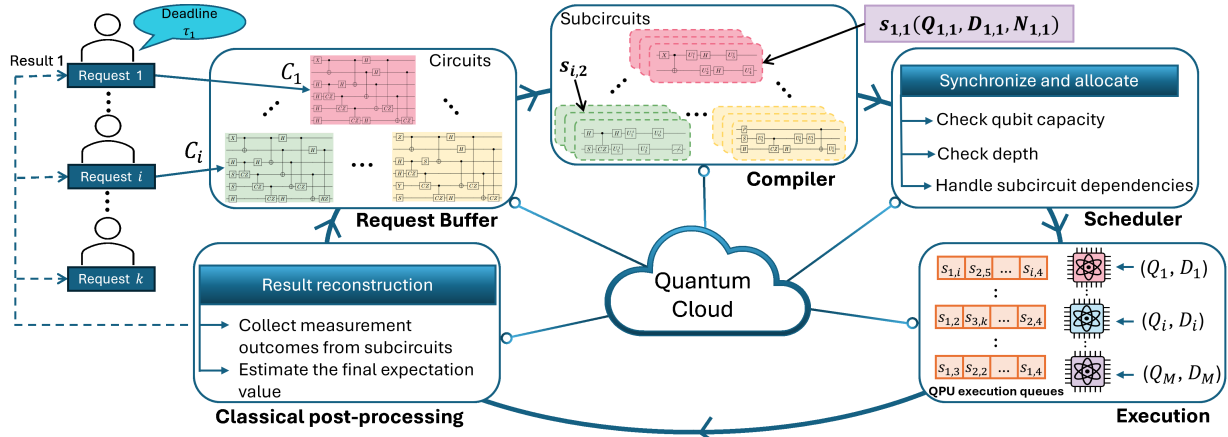 Deadline
τ₁
Result 1
Request 1
Request i
Request k
C₁
Circuits
Cᵢ
Request Buffer
Subcircuits
sᵢ,₂
s₁,₁(Q₁,₁, D₁,₁, N₁,₁)
Compiler
Synchronize and allocate
Check qubit capacity
Check depth
Handle subcircuit dependencies
Scheduler
Quantum
Cloud
Result reconstruction
Collect measurement
outcomes from subcircuits
Estimate the final expectation
value
Classical post-processing
s₁,ᵢ s₂,₅ ... sᵢ,₄
(Q₁, D₁)
s₁,₂ s₃,ₖ ... s₂,₄
(Qᵢ, Dᵢ)
s₁,₃ s₂,₂ ... s₁,₄
(Q_M, D_M)
QPU execution queues
Execution